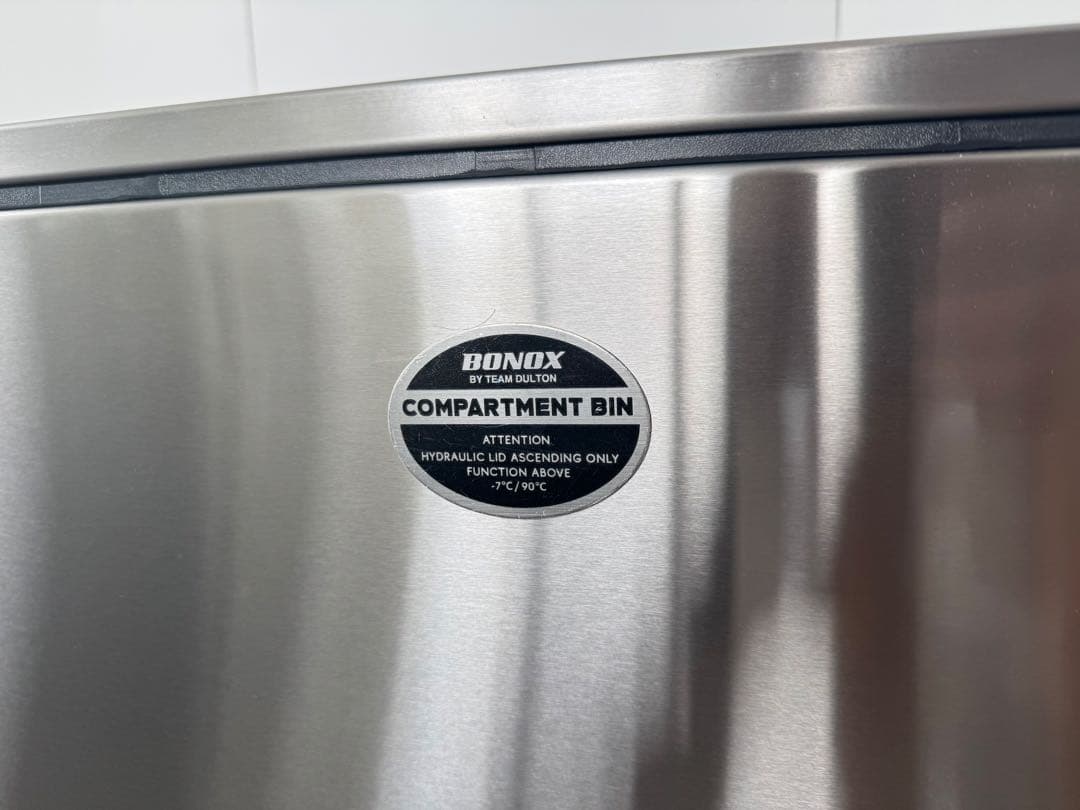 BONOX
BY TEAM DULTON
COMPARTMENT BIN
ATTENTION
HYDRAULIC LID ASCENDING ONLY
FUNCTION ABOVE
-7°C/90°C